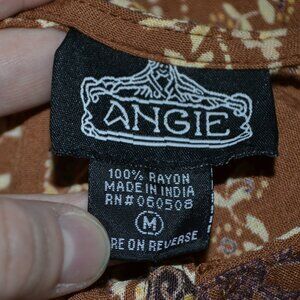 ANGIE
100% RAYON
MADE IN INDIA
RN#060508
M
RE ON REVERSE